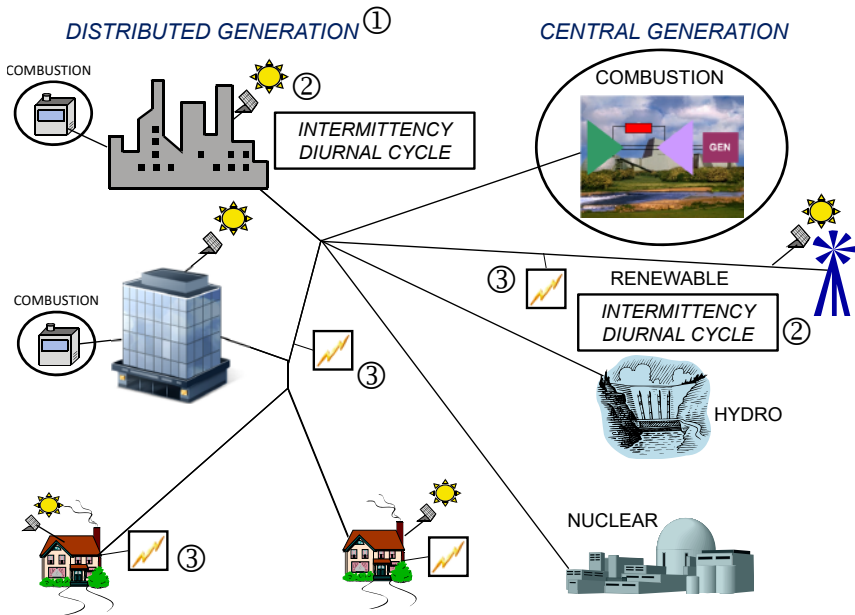 DISTRIBUTED GENERATION ①
CENTRAL GENERATION
COMBUSTION
②
INTERMITTENCY
DIURNAL CYCLE
COMBUSTION
GEN
COMBUSTION
③
RENEWABLE
INTERMITTENCY
DIURNAL CYCLE
②
③
HYDRO
NUCLEAR
③